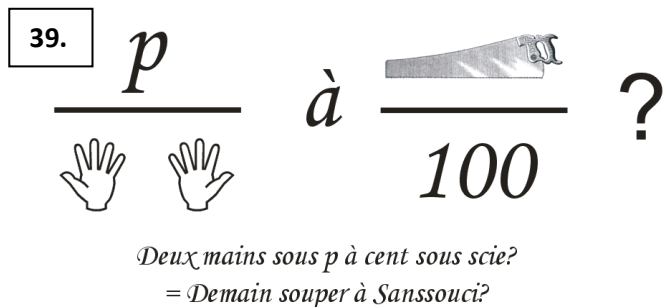 39.
p
à
100
?
Deux mains sous p à cent sous scie?
= Demain souper à Sanssouci?